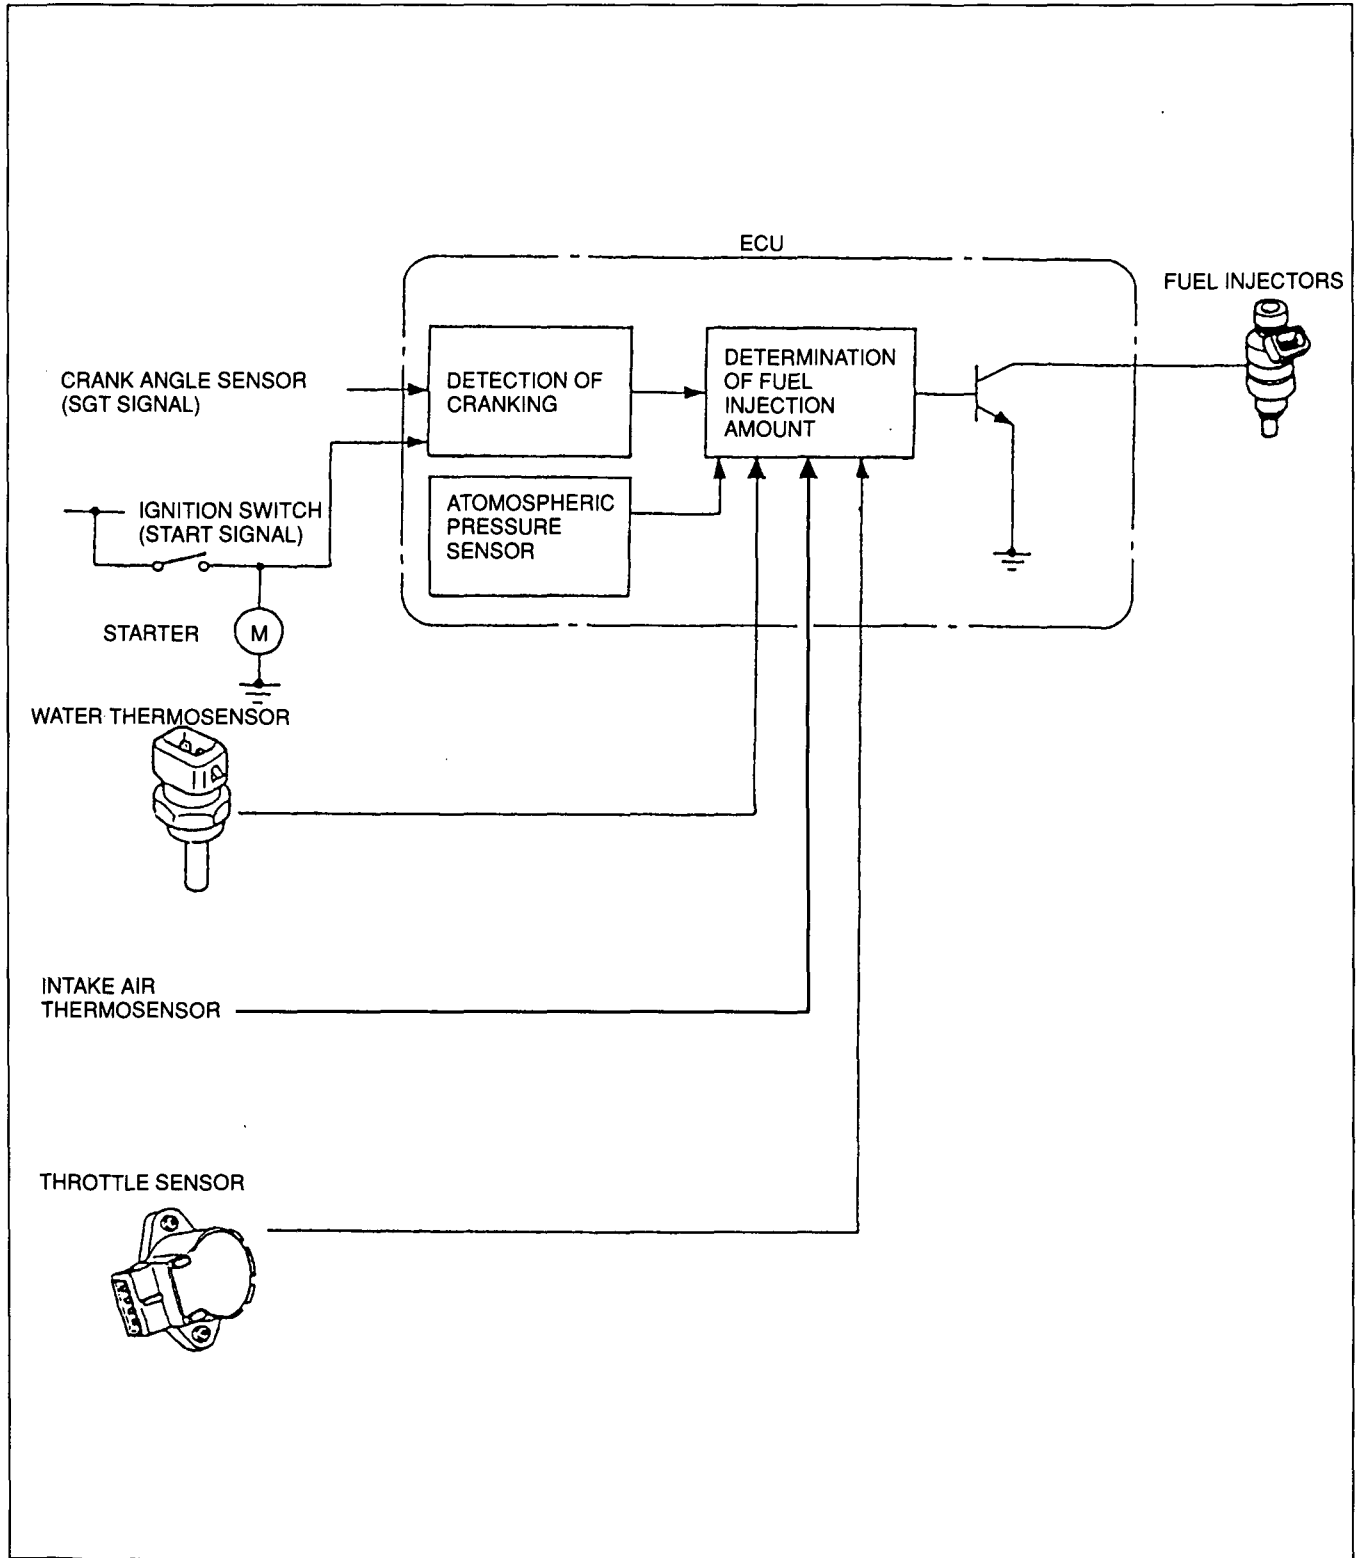 ECU
FUEL INJECTORS
CRANK ANGLE SENSOR
(SGT SIGNAL)
DETECTION OF
CRANKING
DETERMINATION
OF FUEL
INJECTION
AMOUNT
IGNITION SWITCH
(START SIGNAL)
ATOMOSPHERIC
PRESSURE
SENSOR
STARTER
M
WATER THERMOSENSOR
INTAKE AIR
THERMOSENSOR
THROTTLE SENSOR